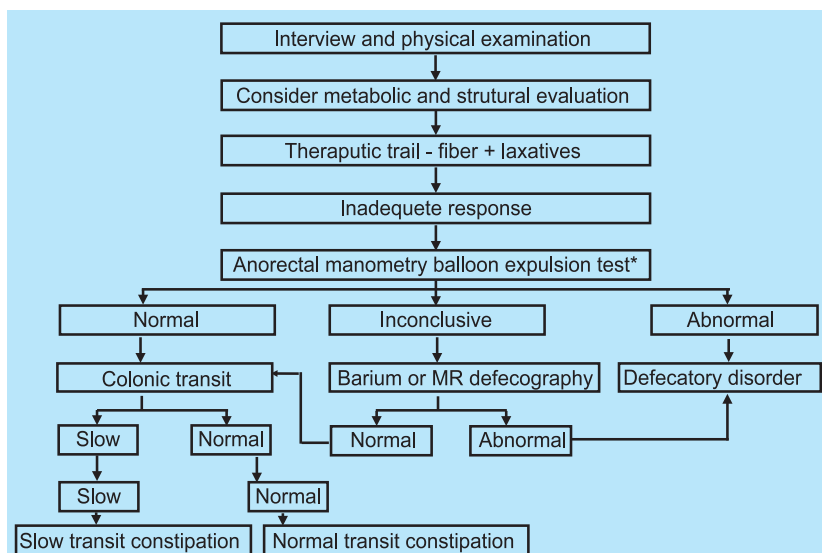 Interview and physical examination
Consider metabolic and strutural evaluation
Theraputic trail - fiber + laxatives
Inadequete response
Anorectal manometry balloon expulsion test*
Normal
Inconclusive
Abnormal
Colonic transit
Barium or MR defecography
Defecatory disorder
Slow
Normal
Normal
Abnormal
Slow
Normal
Slow transit constipation
Normal transit constipation